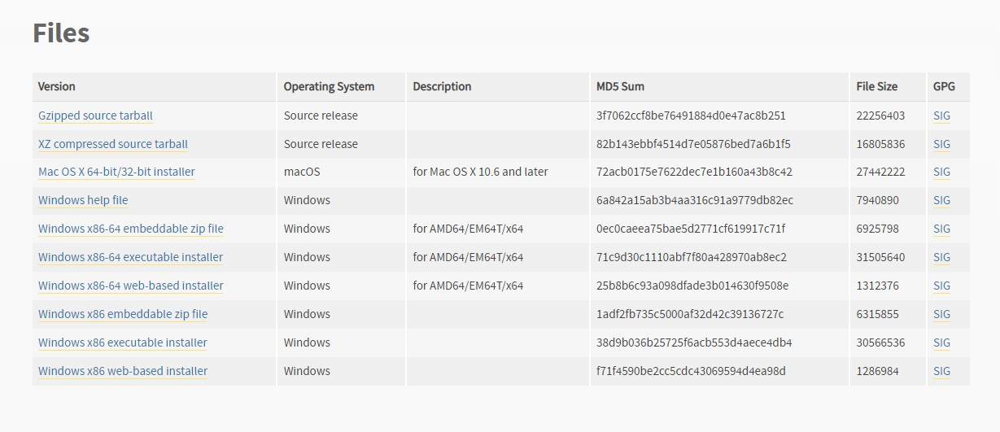 Files
Version Operating System Description MD5 Sum File Size GPG
Gzipped source tarball Source release 3f7062ccf8be76491884d0e47ac8b251 22256403 SIG
XZ compressed source tarball Source release 82b143ebbf4514d7e05876bed7a6b1f5 16805836 SIG
Mac OS X 64-bit/32-bit installer macOS for Mac OS X 10.6 and later 72acb0175e7622dec7e1b160a43b8c42 27442222 SIG
Windows help file Windows 6a842a15ab3b4aa316c91a9779db82ec 7940890 SIG
Windows x86-64 embeddable zip file Windows for AMD64/EM64T/x64 0ec0caeea75bae5d2771cf619917c71f 6925798 SIG
Windows x86-64 executable installer Windows for AMD64/EM64T/x64 71c9d30c1110abf7f80a428970ab8ec2 31505640 SIG
Windows x86-64 web-based installer Windows for AMD64/EM64T/x64 25b8b6c93a098dfade3b014630f9508e 1312376 SIG
Windows x86 embeddable zip file Windows 1adf2fb735c5000af32d42c39136727c 6315855 SIG
Windows x86 executable installer Windows 38d9b036b25725f6acb553d4aece4db4 30566536 SIG
Windows x86 web-based installer Windows f71f4590be2cc5cdc43069594d4ea98d 1286984 SIG